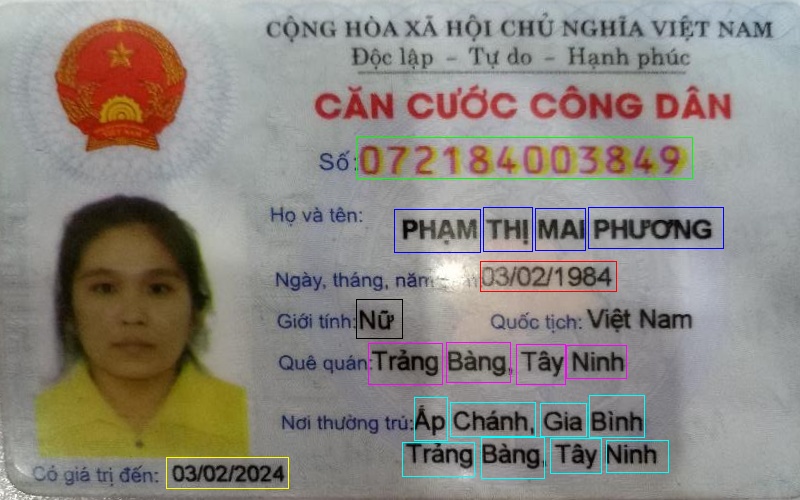 CỘNG HÒA XÃ HỘI CHỦ NGHĨA VIỆT NAM
Độc lập - Tự do - Hạnh phúc
CĂN CƯỚC CÔNG DÂN
Số: 072184003849
Họ và tên: PHẠM THỊ MAI PHƯƠNG
Ngày, tháng, năm 03/02/1984
Giới tính: Nữ Quốc tịch: Việt Nam
Quê quán: Trảng Bàng, Tây Ninh
Nơi thường trú: Ấp Chánh, Gia Bình
Trảng Bàng, Tây Ninh
Có giá trị đến: 03/02/2024